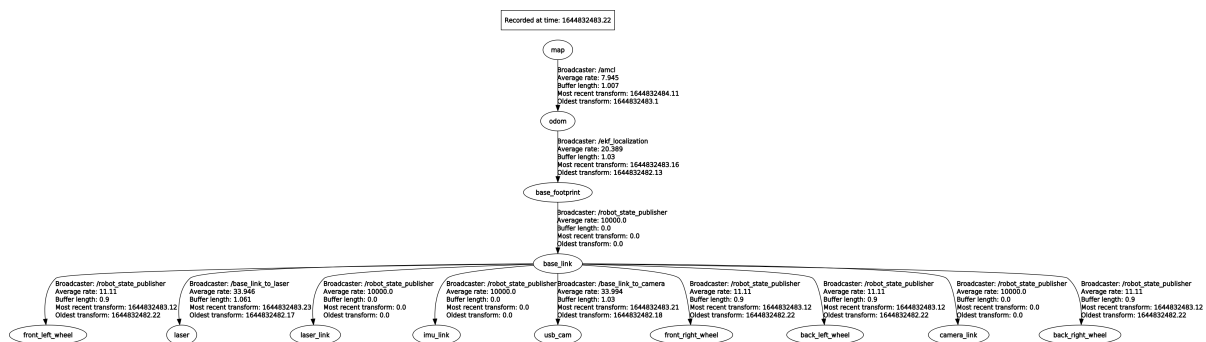 Recorded at time: 1644832483.22
map
Broadcaster: /amcl
Average rate: 7.945
Buffer length: 1.007
Most recent transform: 1644832484.11
Oldest transform: 1644832483.1
odom
Broadcaster: /ekf_localization
Average rate: 20.389
Buffer length: 1.03
Most recent transform: 1644832483.16
Oldest transform: 1644832482.13
base_footprint
Broadcaster: /robot_state_publisher
Average rate: 10000.0
Buffer length: 0.0
Most recent transform: 0.0
Oldest transform: 0.0
base_link
Broadcaster: /robot_state_publisher
Average rate: 11.11
Buffer length: 0.9
Most recent transform: 1644832483.12
Oldest transform: 1644832482.22
front_left_wheel
Broadcaster: /base_link_to_laser
Average rate: 33.946
Buffer length: 1.061
Most recent transform: 1644832483.23
Oldest transform: 1644832482.17
laser
Broadcaster: /robot_state_publisher
Average rate: 10000.0
Buffer length: 0.0
Most recent transform: 0.0
Oldest transform: 0.0
laser_link
Broadcaster: /robot_state_publisher
Average rate: 10000.0
Buffer length: 0.0
Most recent transform: 0.0
Oldest transform: 0.0
imu_link
Broadcaster: /base_link_to_camera
Average rate: 33.994
Buffer length: 1.03
Most recent transform: 1644832483.21
Oldest transform: 1644832482.18
usb_cam
Broadcaster: /robot_state_publisher
Average rate: 11.11
Buffer length: 0.9
Most recent transform: 1644832483.12
Oldest transform: 1644832482.22
front_right_wheel
Broadcaster: /robot_state_publisher
Average rate: 11.11
Buffer length: 0.9
Most recent transform: 1644832483.12
Oldest transform: 1644832482.22
back_left_wheel
Broadcaster: /robot_state_publisher
Average rate: 10000.0
Buffer length: 0.0
Most recent transform: 0.0
Oldest transform: 0.0
camera_link
Broadcaster: /robot_state_publisher
Average rate: 11.11
Buffer length: 0.9
Most recent transform: 1644832483.12
Oldest transform: 1644832482.22
back_right_wheel